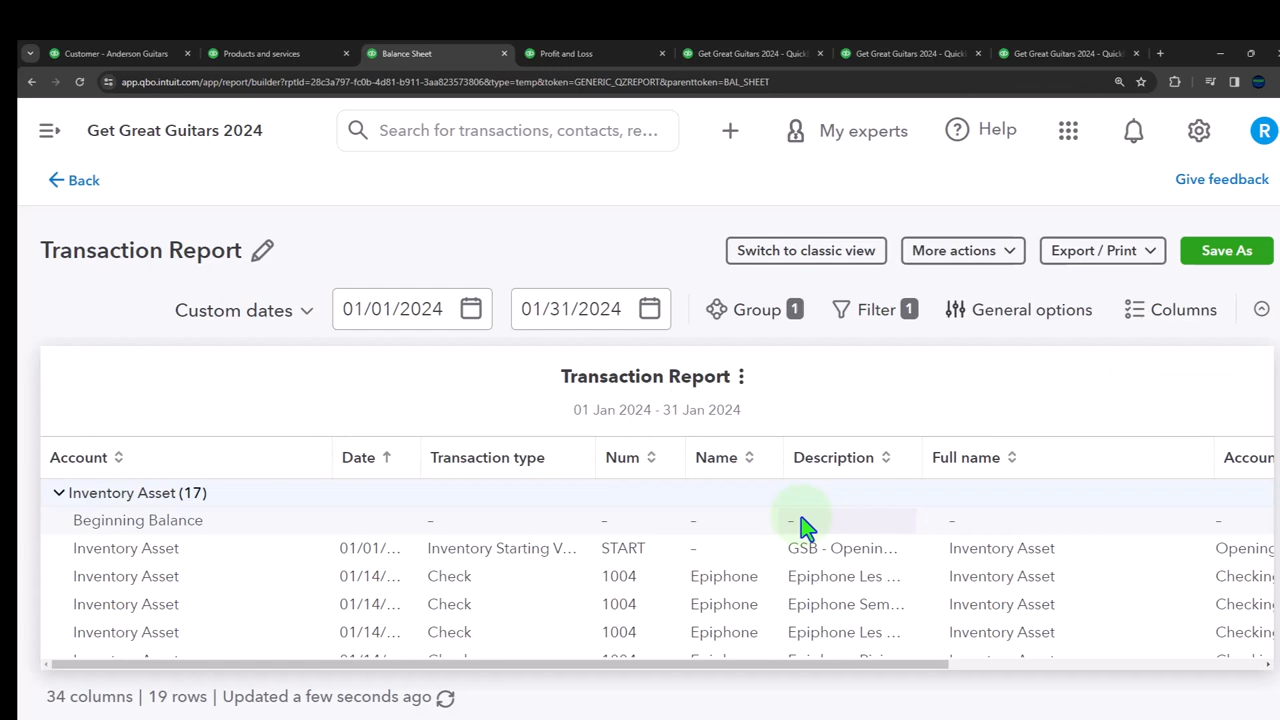 Customer - Anderson Guitars
Products and services
Balance Sheet
Profit and Loss
Get Great Guitars 2024 - Quick
Get Great Guitars 2024 - Quick
Get Great Guitars 2024 - Quick
app.qbo.intuit.com/app/report/builder?rptId=28c3a797-fc0b-4d81-b911-3aa823573806&type=temp&token=GENERIC_QZREPORT&parenttoken=BAL_SHEET
Get Great Guitars 2024
Search for transactions, contacts, re...
My experts
Help
R
Back
Give feedback
Transaction Report
Switch to classic view
More actions
Export / Print
Save As
Custom dates
01/01/2024
01/31/2024
Group 1
Filter 1
General options
Columns
Transaction Report
01 Jan 2024 - 31 Jan 2024
Account Date Transaction type Num Name Description Full name Accoun
Inventory Asset (17)
Beginning Balance - - - - - -
Inventory Asset 01/01/... Inventory Starting V... START - GSB - Openin... Inventory Asset Opening
Inventory Asset 01/14/... Check 1004 Epiphone Epiphone Les ... Inventory Asset Checkin
Inventory Asset 01/14/... Check 1004 Epiphone Epiphone Sem... Inventory Asset Checkin
Inventory Asset 01/14/... Check 1004 Epiphone Epiphone Les ... Inventory Asset Checkin
34 columns | 19 rows | Updated a few seconds ago